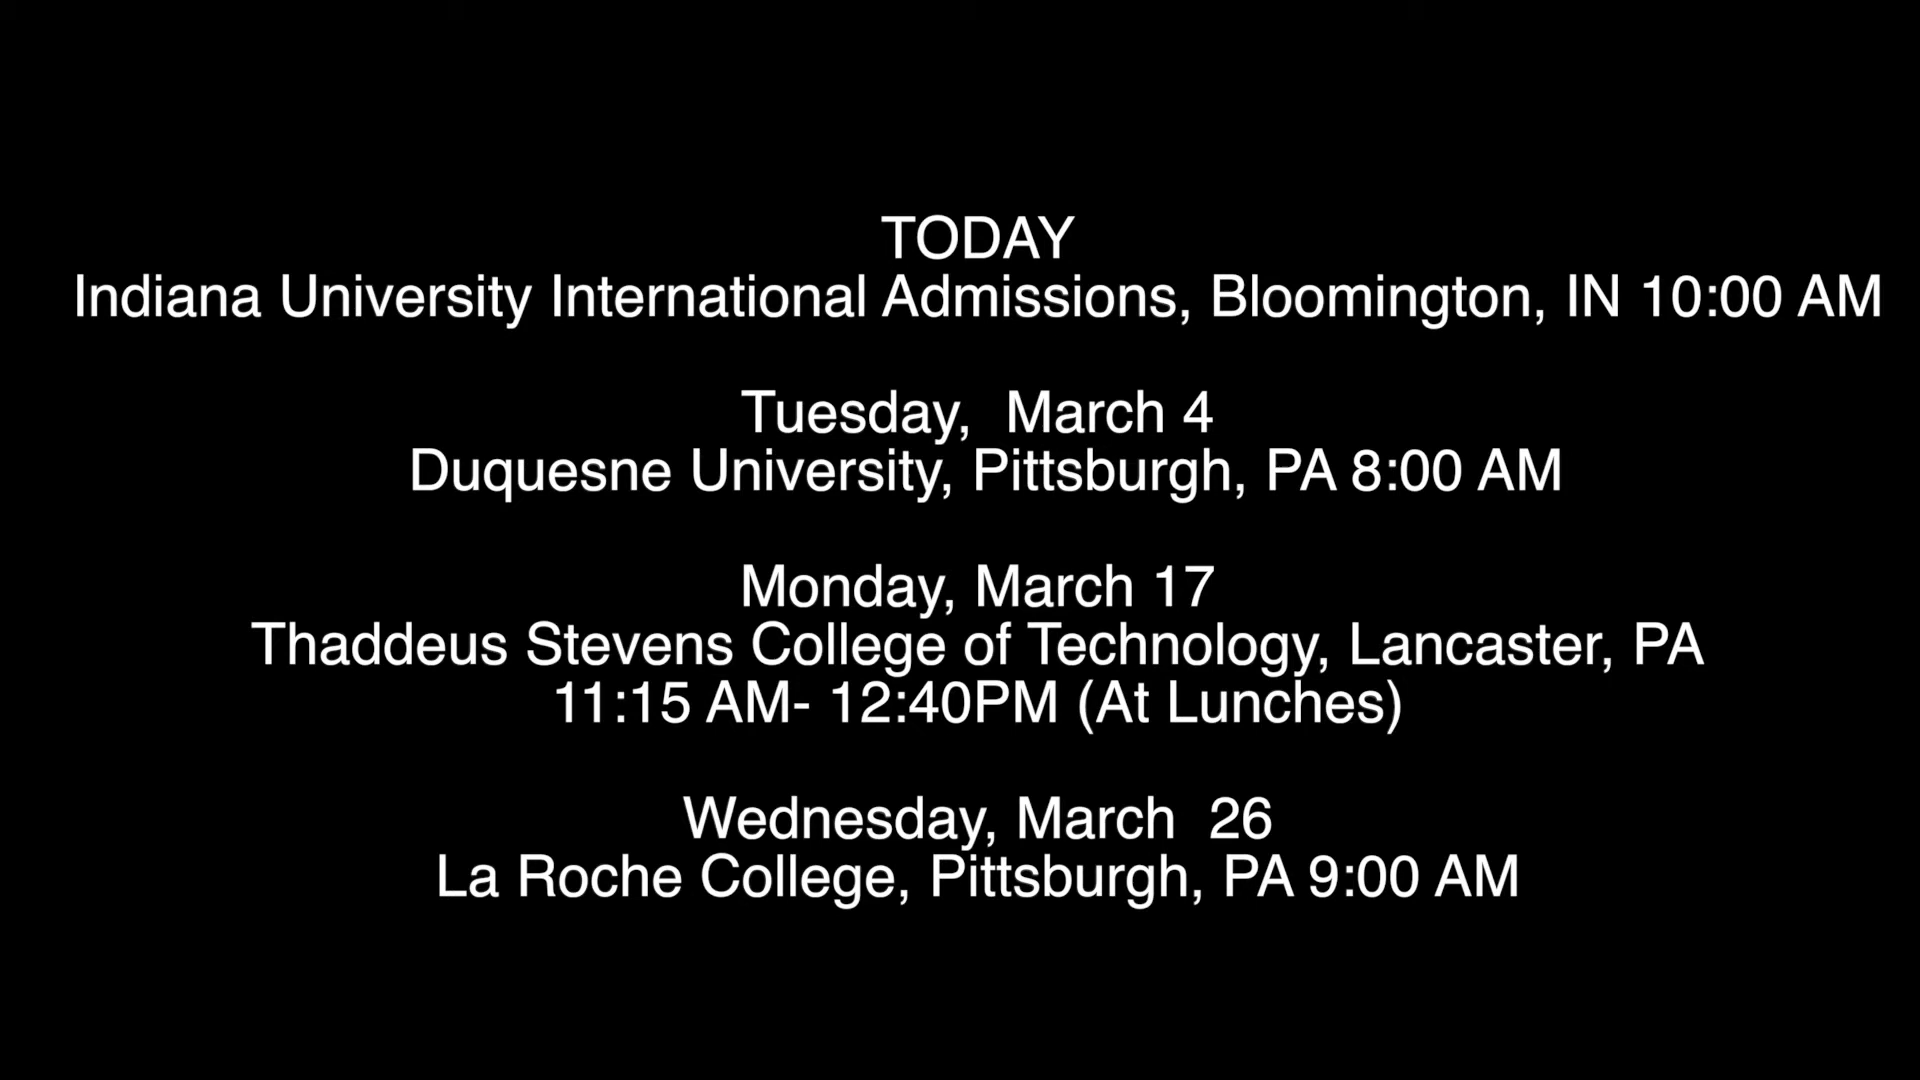 TODAY
Indiana University International Admissions, Bloomington, IN 10:00 AM
Tuesday,  March 4
Duquesne University, Pittsburgh, PA 8:00 AM
Monday, March 17
Thaddeus Stevens College of Technology, Lancaster, PA
11:15 AM- 12:40PM (At Lunches)
Wednesday, March  26
La Roche College, Pittsburgh, PA 9:00 AM